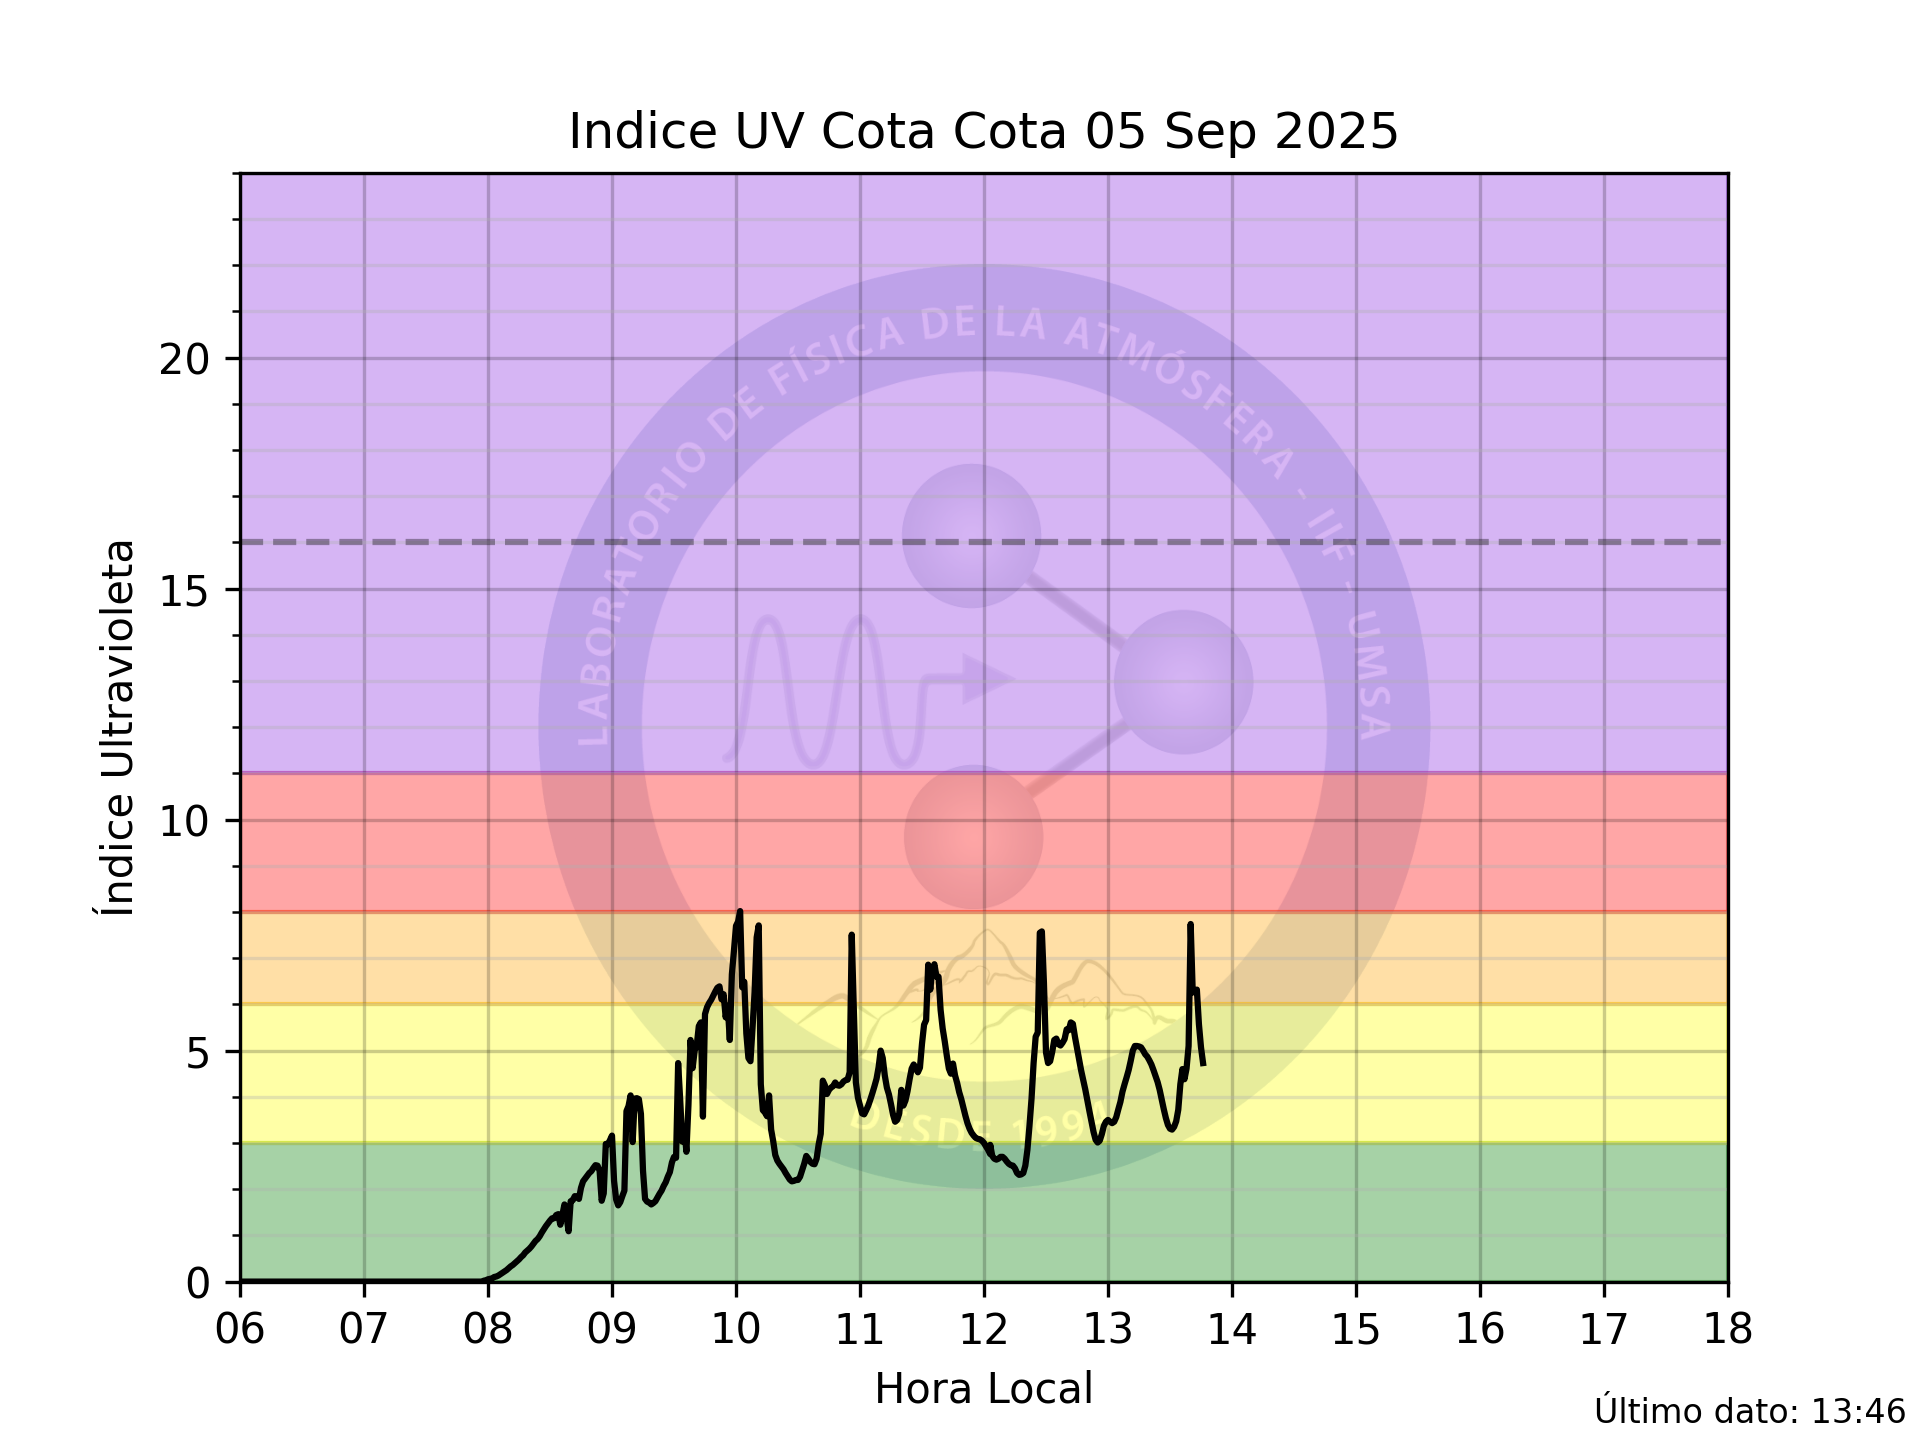 Indice UV Cota Cota 05 Sep 2025
LABORATORIO DE FÍSICA DE LA ATMÓSFERA - IIF - UMSA
DESDE 1994
Índice Ultravioleta
20
15
10
5
0
06 07 08 09 10 11 12 13 14 15 16 17 18
Hora Local
Último dato: 13:46